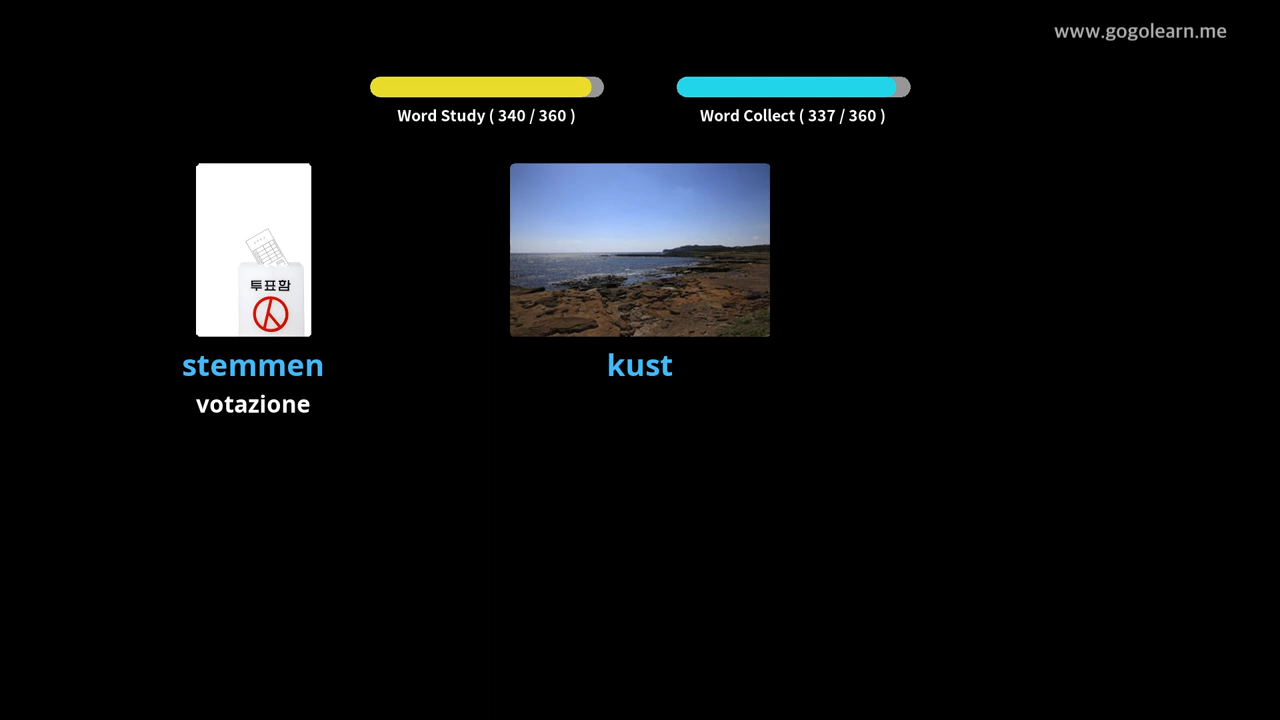 www.gogolearn.me
Word Study ( 340 / 360 )
Word Collect ( 337 / 360 )
투표함
stemmen
votazione
kust